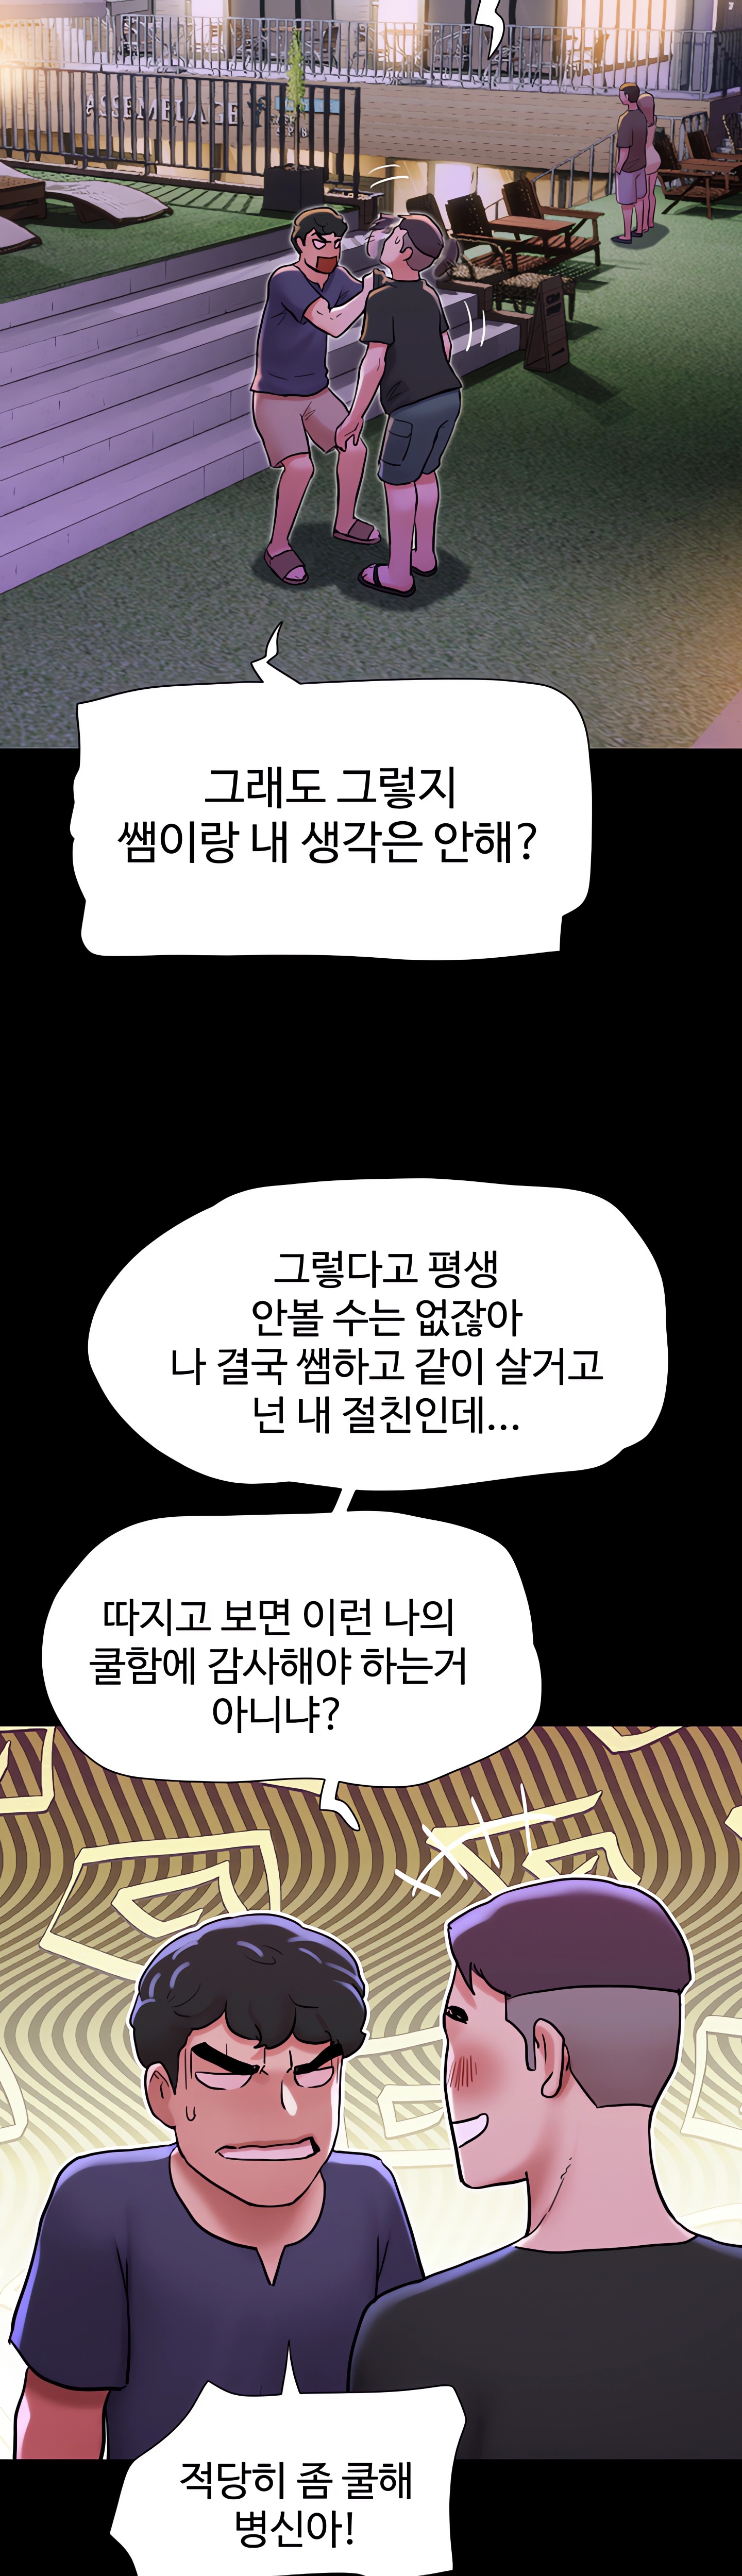 ASSEMBLAGE
그래도 그렇지
쌤이랑 내 생각은 안해?
그렇다고 평생
안볼 수는 없잖아
나 결국 쌤하고 같이 살거고
넌 내 절친인데...
따지고 보면 이런 나의
쿨함에 감사해야 하는거
아니냐?
적당히 좀 쿨해
병신아!